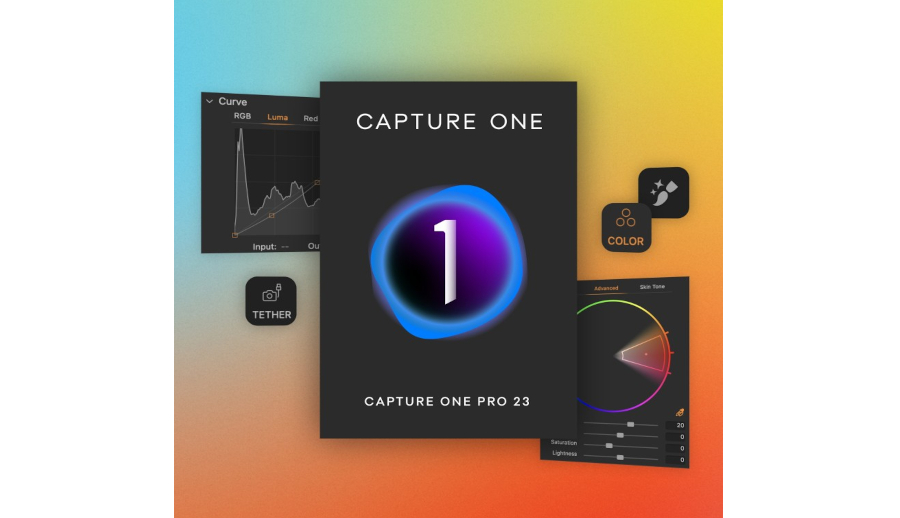 CAPTURE ONE
1
CAPTURE ONE PRO 23
Curve
RGB Luma Red
Input: -- Ou
TETHER
COLOR
Advanced Skin Tone
20
0
Saturation 0
Lightness 0